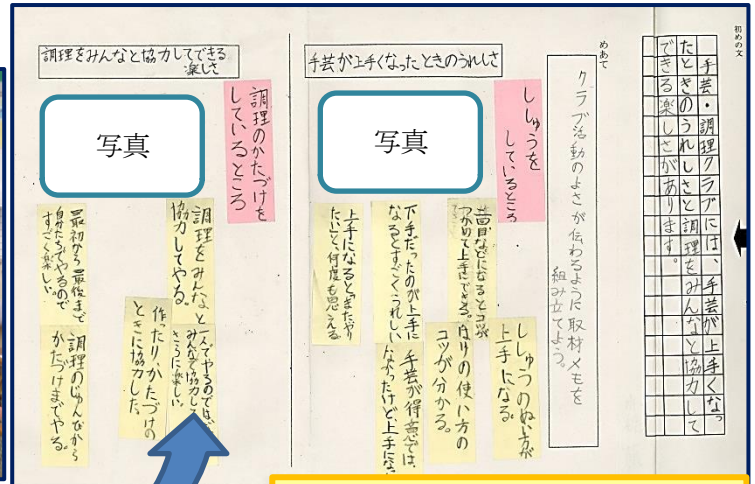 初めの文
手芸・調理クラブには、手芸が上手くなっ
たときのうれしさと調理をみんなと協力して
できる楽しさがあります。
めあて
クラブ活動のよさが伝わるように取材メモを
組み立てよう。
手芸が上手くなったときのうれしさ
写真
ししゅうを
しているところ
ししゅうのぬい方が
上手になる。
はりの使い方の
コツが分かる。
手芸が得意では
なかったけど上手にな
コツが
つかめて上手にできる。
下手だったのが上手に
なるとすごくうれしい
上手になるとまたやり
たいと、何度も思える
調理をみんなと協力してできる
楽しさ
写真
調理のかたづけを
しているところ
調理をみんなと
協力してやる。
一人でやるのでは
みんなで協力して
さらに楽しい。
作ったりかたづけの
ときに協力した。
最初から最後まで
自分たちでやるので
すごく楽しい。
調理のじゅんびから
かたづけまでやる。